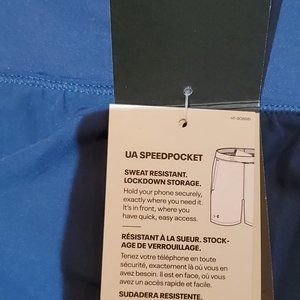 UA SPEEDPOCKET
SWEAT RESISTANT.
LOCKDOWN STORAGE.
Hold your phone securely,
exactly where you need it.
It's in front, where you
have quick, easy access.
RÉSISTANT À LA SUEUR. STOCK-
AGE DE VERROUILLAGE.
Tenez votre téléphone en toute
sécurité, exactement là où vous en
avez besoin. Il est en face, où vous
avez un accès rapide et facile.
SUDADERA RESISTENTE.